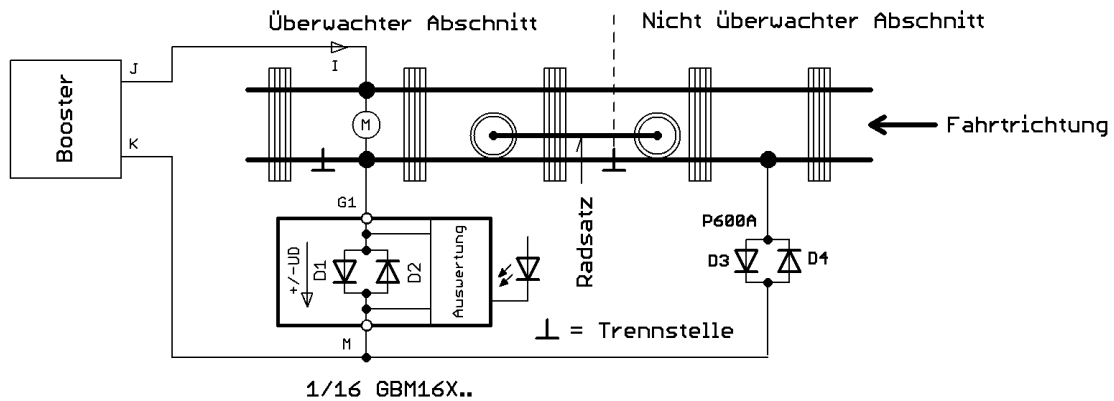 Überwachter Abschnitt
Nicht überwachter Abschnitt
J
I
Booster
K
M
Fahrtrichtung
G1
Radsatz
P600A
+/-UD
D1
D2
Auswertung
D3
D4
⊥ = Trennstelle
M
1/16 GBM16X..